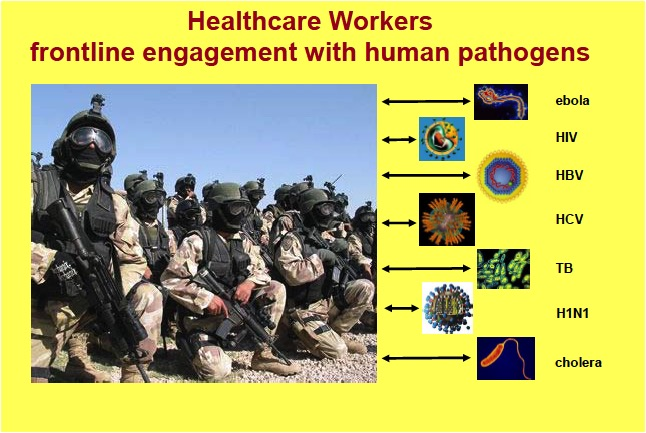 Healthcare Workers
frontline engagement with human pathogens
ebola
HIV
HBV
HCV
TB
H1N1
cholera